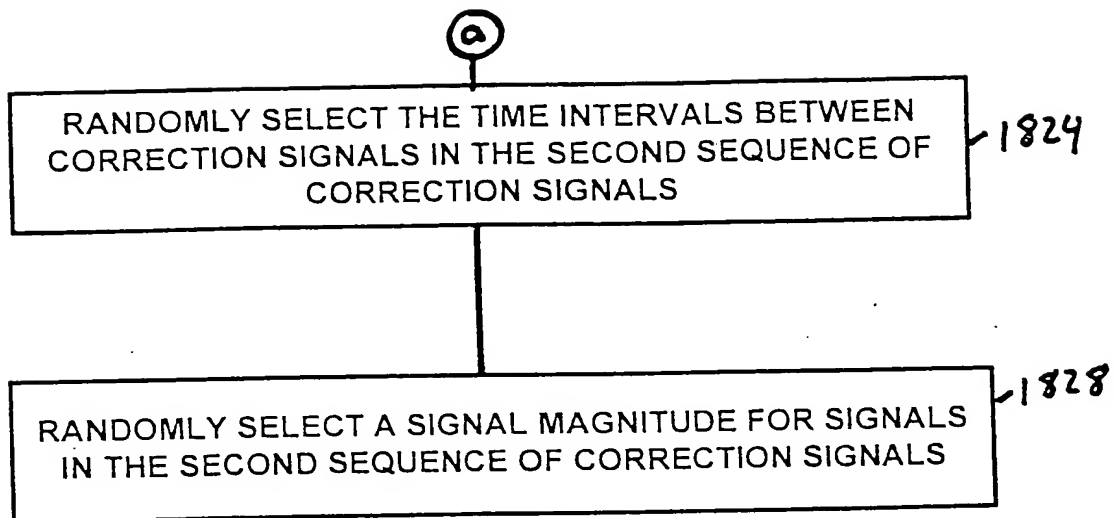 a
RANDOMLY SELECT THE TIME INTERVALS BETWEEN
CORRECTION SIGNALS IN THE SECOND SEQUENCE OF
CORRECTION SIGNALS
1824
RANDOMLY SELECT A SIGNAL MAGNITUDE FOR SIGNALS
IN THE SECOND SEQUENCE OF CORRECTION SIGNALS
1828